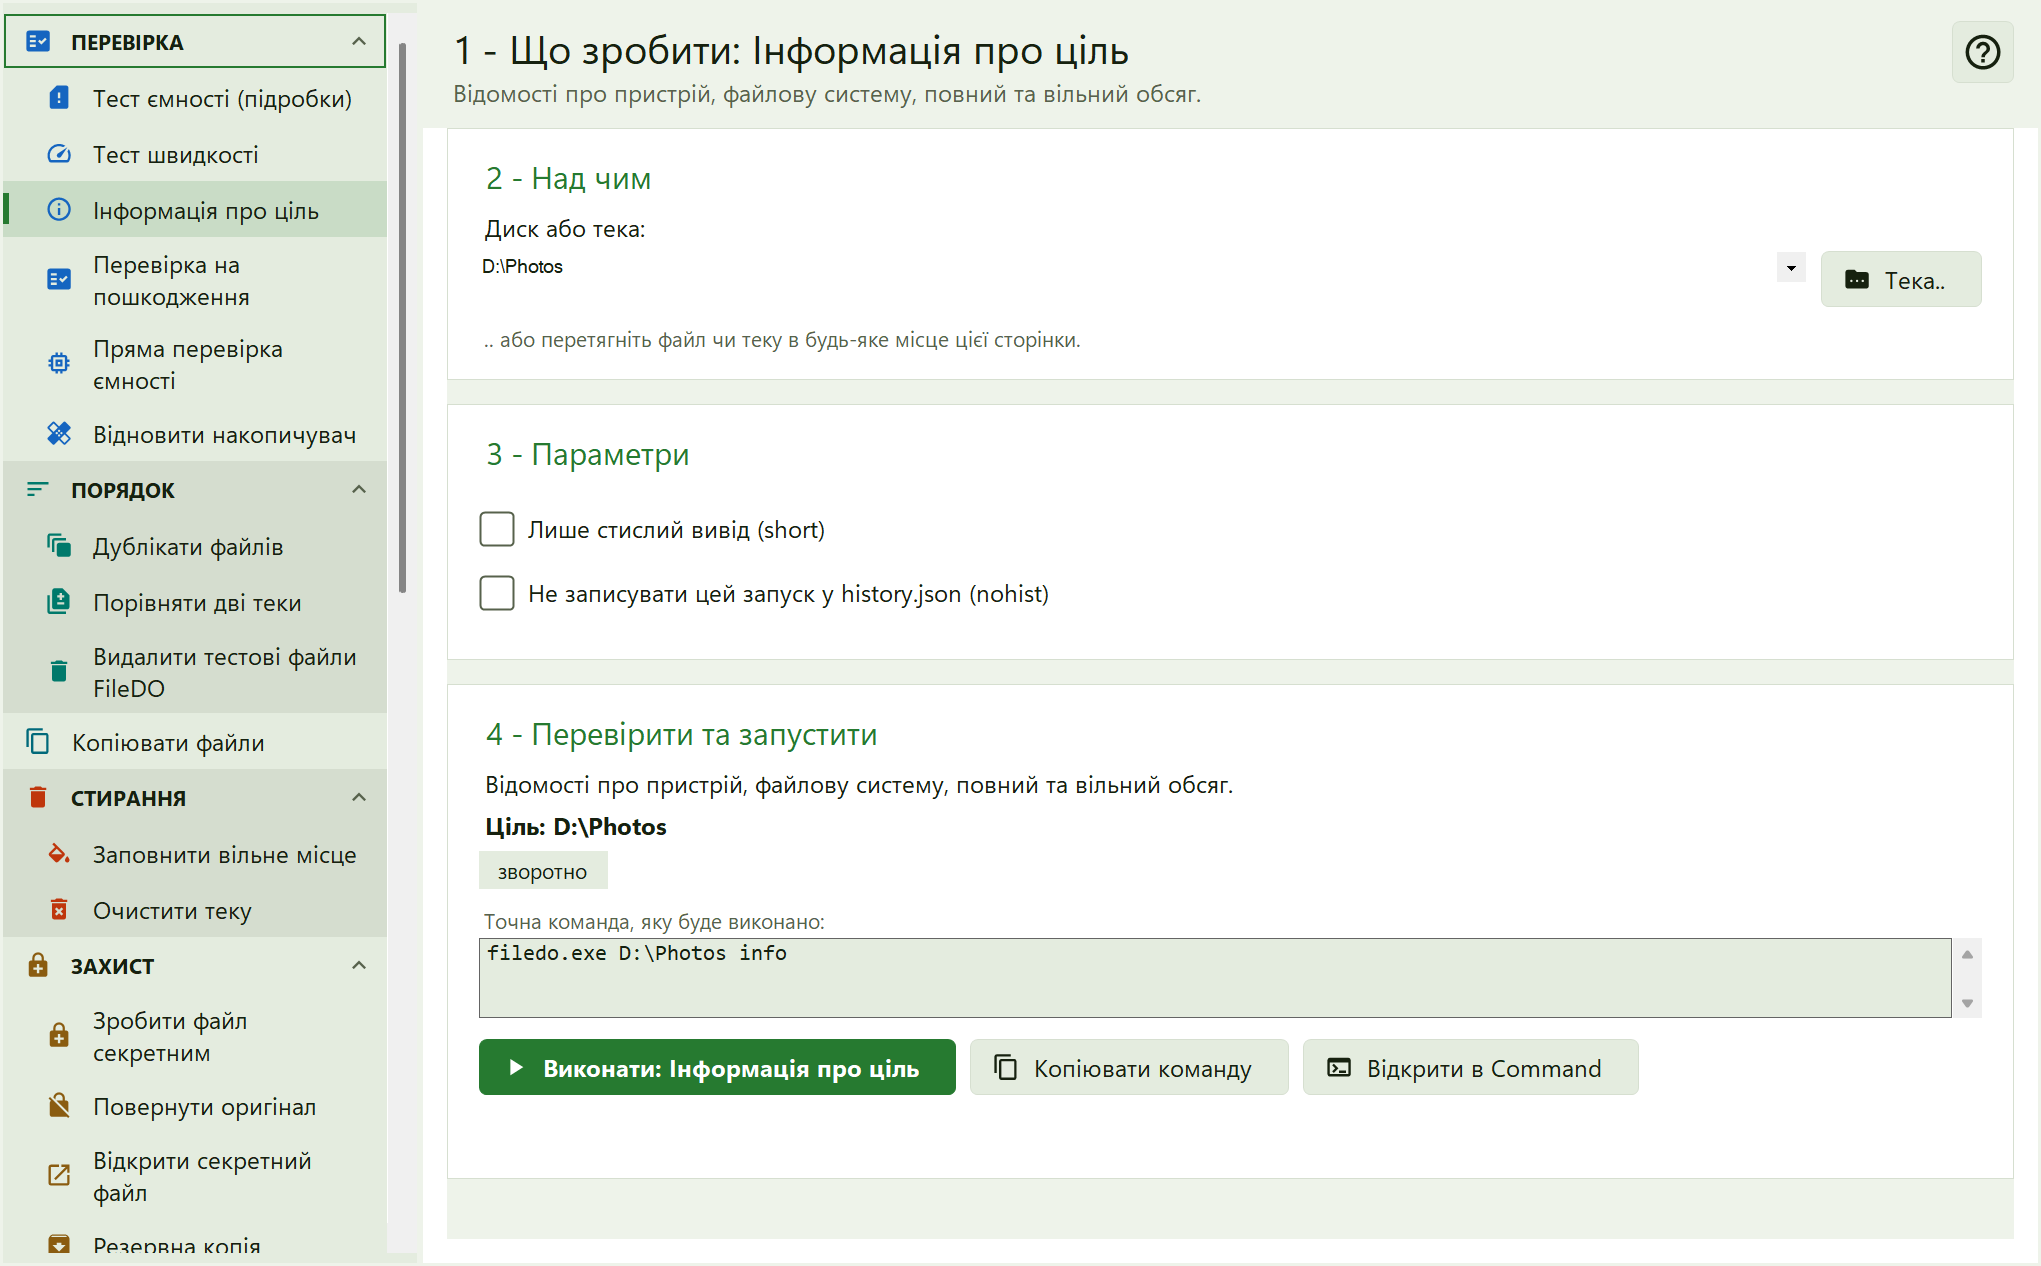 ПЕРЕВІРКА
Тест ємності (підробки)
Тест швидкості
Інформація про ціль
Перевірка на
пошкодження
Пряма перевірка
ємності
Відновити накопичувач
ПОРЯДОК
Дублікати файлів
Порівняти дві теки
Видалити тестові файли
FileDO
Копіювати файли
СТИРАННЯ
Заповнити вільне місце
Очистити теку
ЗАХИСТ
Зробити файл
секретним
Повернути оригінал
Відкрити секретний
файл
Резервна копія
1 - Що зробити: Інформація про ціль
Відомості про пристрій, файлову систему, повний та вільний обсяг.
2 - Над чим
Диск або тека:
D:\Photos
Тека..
.. або перетягніть файл чи теку в будь-яке місце цієї сторінки.
3 - Параметри
Лише стислий вивід (short)
Не записувати цей запуск у history.json (nohist)
4 - Перевірити та запустити
Відомості про пристрій, файлову систему, повний та вільний обсяг.
Ціль: D:\Photos
зворотно
Точна команда, яку буде виконано:
filedo.exe D:\Photos info
Виконати: Інформація про ціль
Копіювати команду
Відкрити в Command